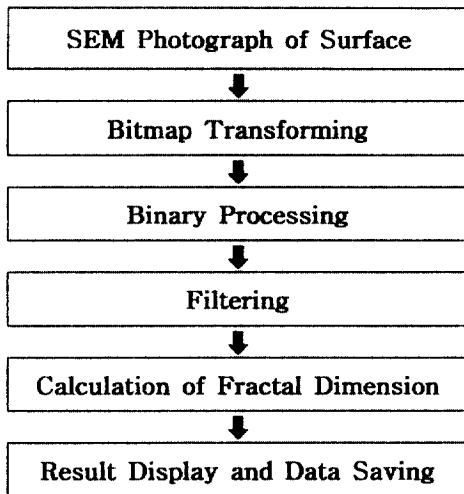 SEM Photograph of Surface
Bitmap Transforming
Binary Processing
Filtering
Calculation of Fractal Dimension
Result Display and Data Saving